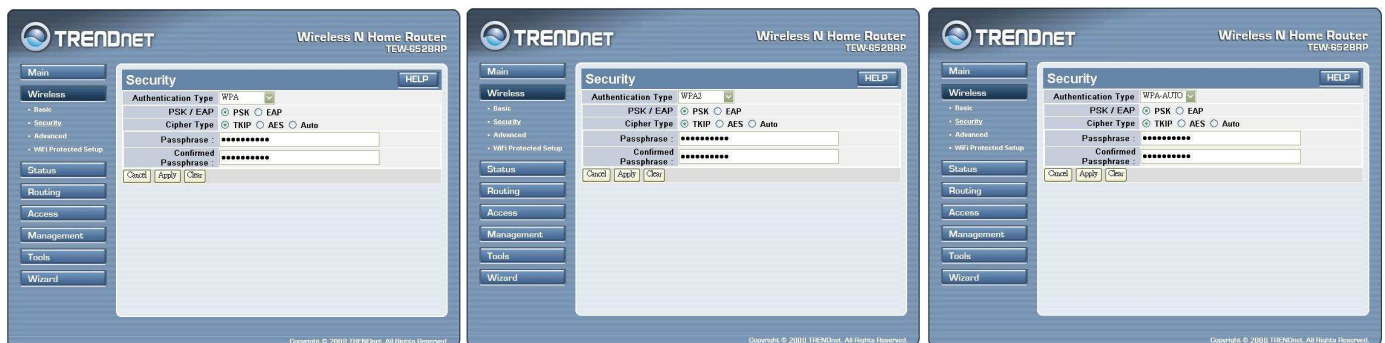 TRENDNET
Wireless N Home Router
TEW-652BRP
Main
Wireless
• Basic
• Security
• Advanced
• WiFi Protected Setup
Status
Routing
Access
Management
Tools
Wizard
Security
HELP
Authentication Type WPA
PSK / EAP PSK EAP
Cipher Type TKIP AES Auto
Passphrase :
Confirmed
Passphrase :
Cancel Apply Clear
Copyright © 2008 TRENDnet. All Rights Reserved.
TRENDNET
Wireless N Home Router
TEW-652BRP
Main
Wireless
• Basic
• Security
• Advanced
• WiFi Protected Setup
Status
Routing
Access
Management
Tools
Wizard
Security
HELP
Authentication Type WPA2
PSK / EAP PSK EAP
Cipher Type TKIP AES Auto
Passphrase :
Confirmed
Passphrase :
Cancel Apply Clear
Copyright © 2008 TRENDnet. All Rights Reserved.
TRENDNET
Wireless N Home Router
TEW-652BRP
Main
Wireless
• Basic
• Security
• Advanced
• WiFi Protected Setup
Status
Routing
Access
Management
Tools
Wizard
Security
HELP
Authentication Type WPA-AUTO
PSK / EAP PSK EAP
Cipher Type TKIP AES Auto
Passphrase :
Confirmed
Passphrase :
Cancel Apply Clear
Copyright © 2008 TRENDnet. All Rights Reserved.